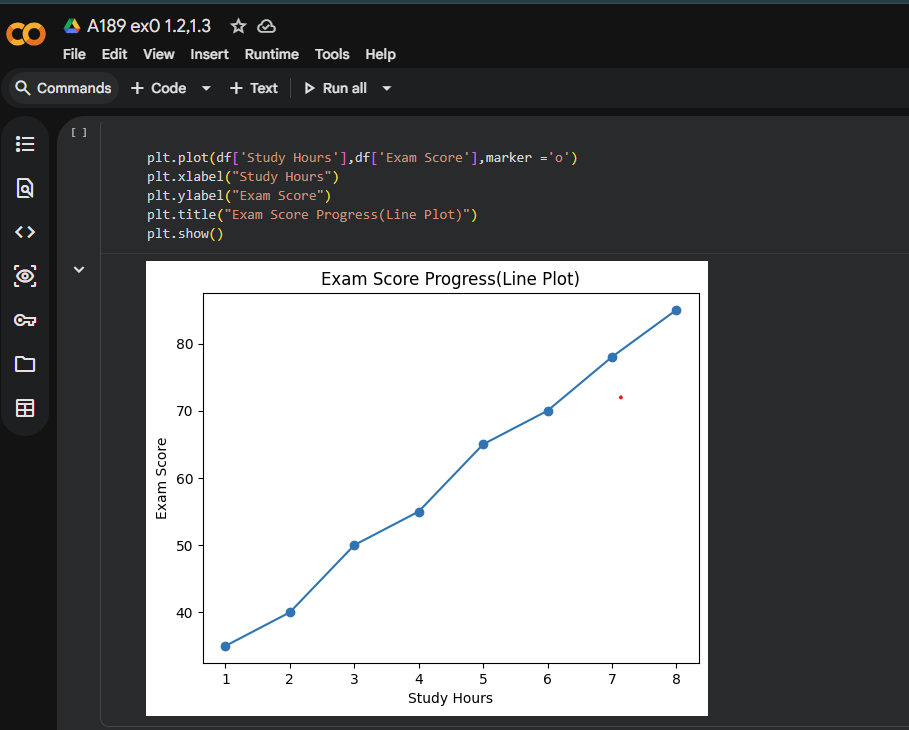 A189 ex0 1.2,1.3
File Edit View Insert Runtime Tools Help
Commands + Code + Text Run all
[ ]
plt.plot(df['Study Hours'],df['Exam Score'],marker ='o')
plt.xlabel("Study Hours")
plt.ylabel("Exam Score")
plt.title("Exam Score Progress(Line Plot)")
plt.show()
Exam Score Progress(Line Plot)
80
70
60
50
40
Exam Score
1 2 3 4 5 6 7 8
Study Hours